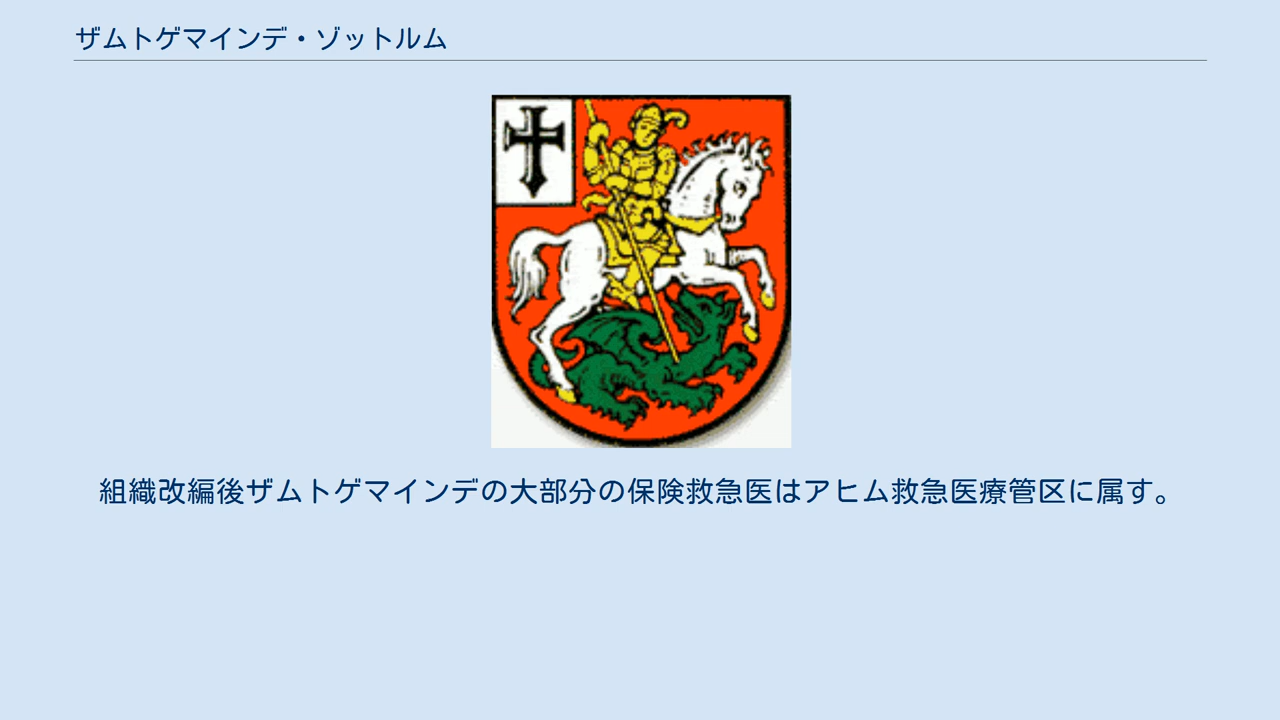 ザムトゲマインデ・ゾットルム
組織改編後ザムトゲマインデの大部分の保険救急医はアヒム救急医療管区に属す。